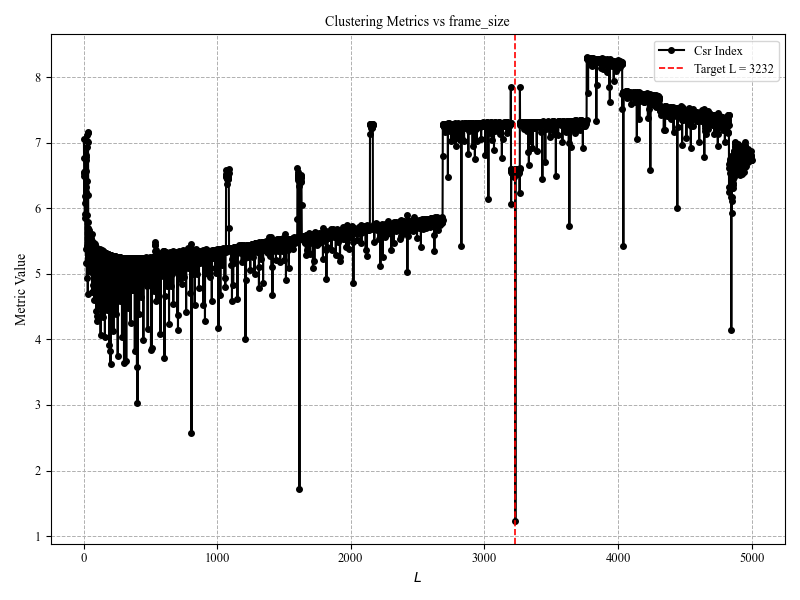 Clustering Metrics vs frame_size
Csr Index
Target L = 3232
Metric Value
8
7
6
5
4
3
2
1
0
1000
2000
3000
4000
5000
L